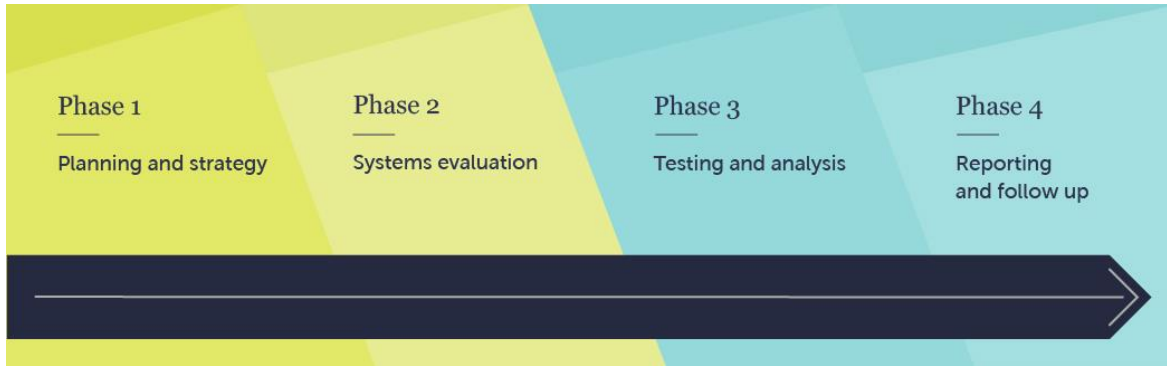 Phase 1
Planning and strategy
Phase 2
Systems evaluation
Phase 3
Testing and analysis
Phase 4
Reporting
and follow up